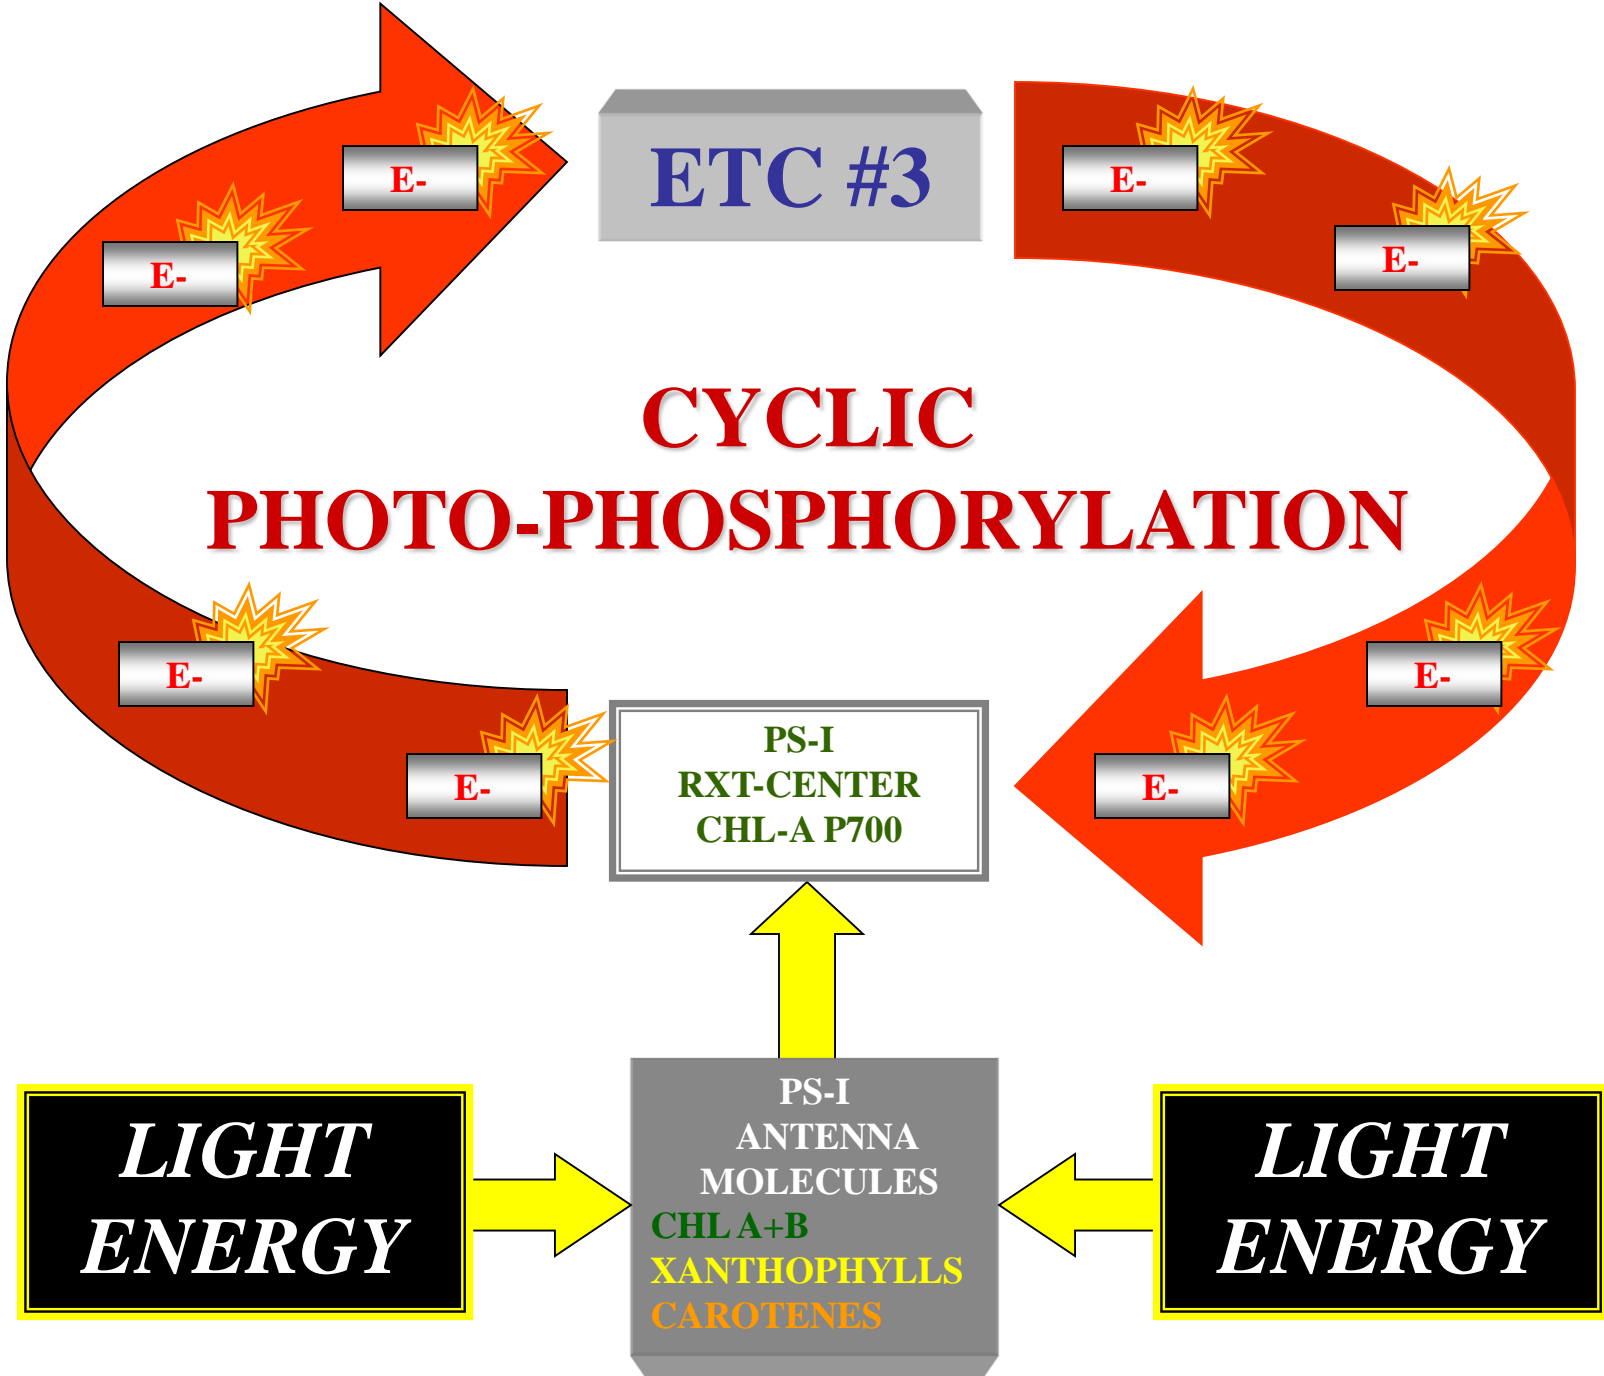 E-
ETC #3
E-
E-
E-
CYCLIC
PHOTO-PHOSPHORYLATION
E-
E-
E-
E-
PS-I
RXT-CENTER
CHL-A P700
LIGHT
ENERGY
PS-I
ANTENNA
MOLECULES
CHL A+B
XANTHOPHYLLS
CAROTENES
LIGHT
ENERGY